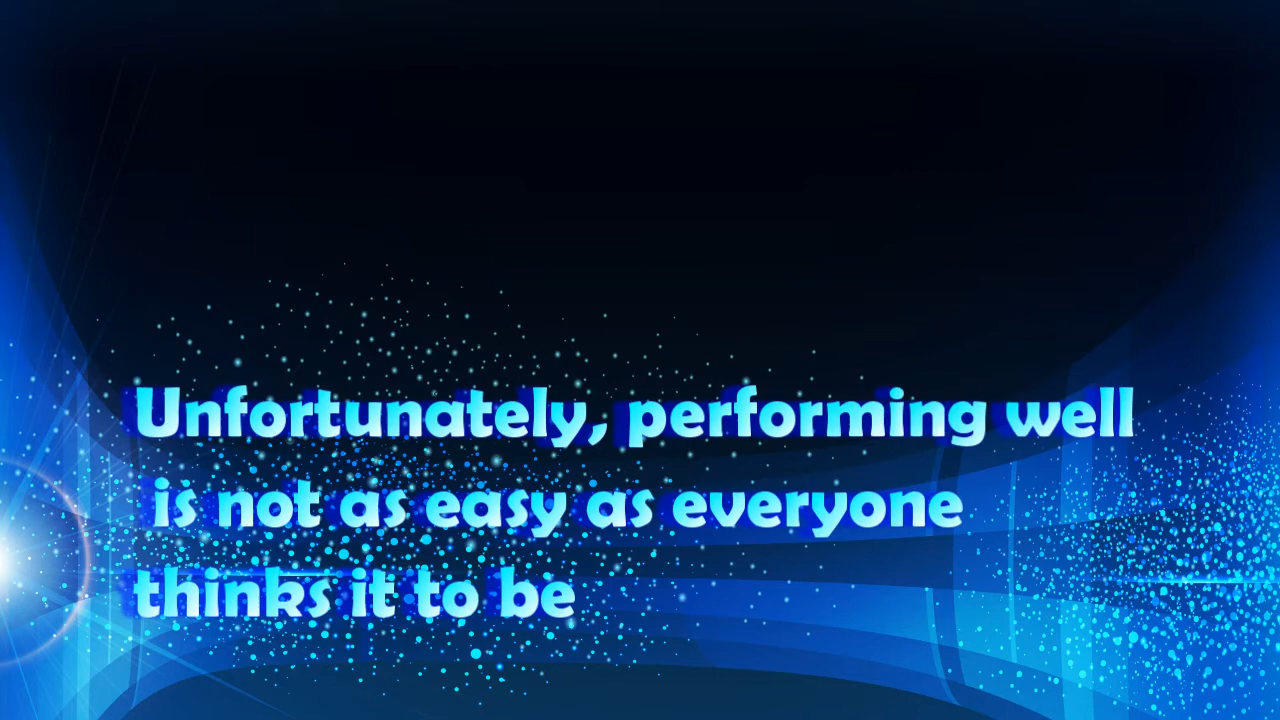 Unfortunately, performing well
is not as easy as everyone
thinks it to be